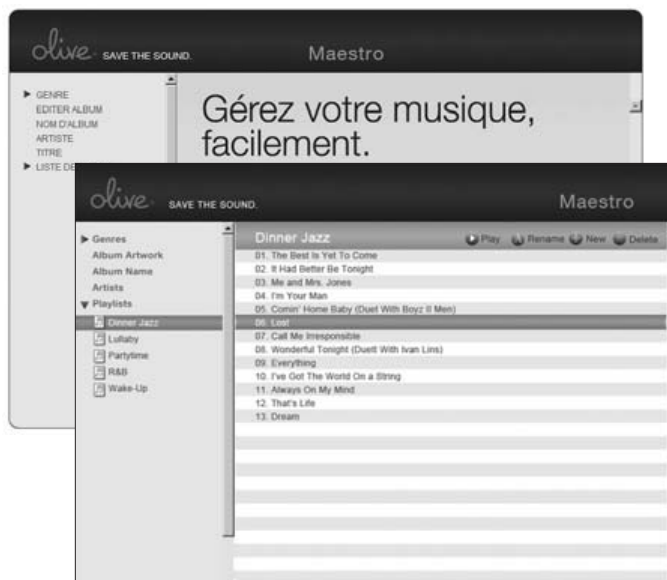 olive. SAVE THE SOUND.
Maestro
GENRE
EDITER ALBUM
NOM D'ALBUM
ARTISTE
TITRE
LISTE DE
Gérez votre musique,
facilement.
olive. SAVE THE SOUND.
Maestro
Genres
Album Artwork
Album Name
Artists
Playlists
Dinner Jazz
Lullaby
Partytime
R&B
Wake-Up
Dinner Jazz
Play Rename New Delete
01. The Best Is Yet To Come
02. It Had Better Be Tonight
03. Me and Mrs. Jones
04. I'm Your Man
05. Comin' Home Baby (Duet With Boyz II Men)
06. Lost
07. Call Me Irresponsible
08. Wonderful Tonight (Duett With Ivan Lins)
09. Everything
10. I've Got The World On a String
11. Always On My Mind
12. That's Life
13. Dream